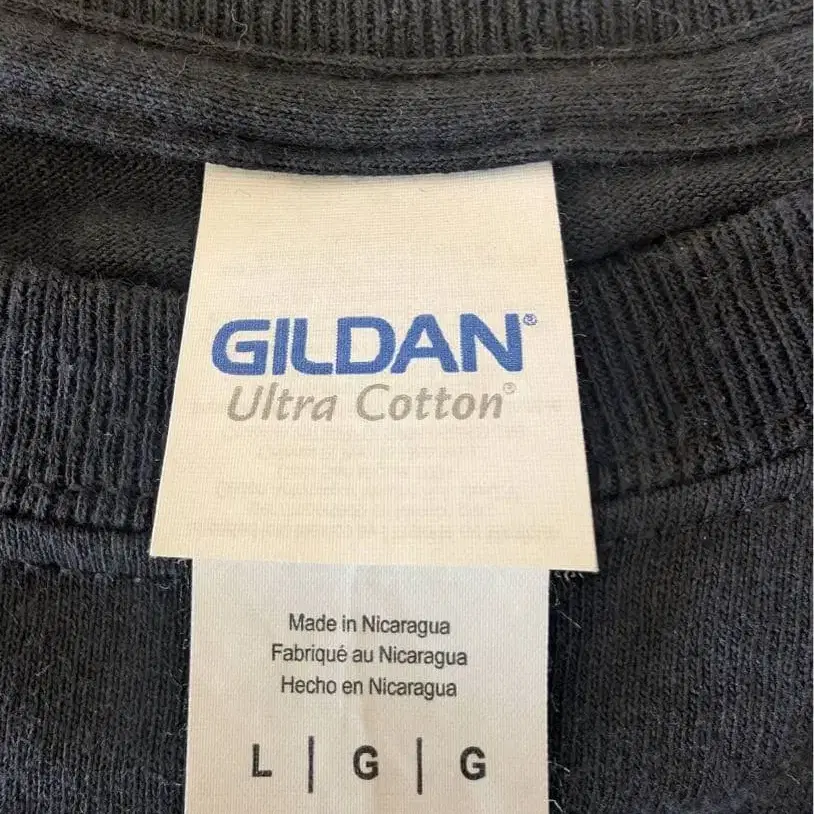 GILDAN®
Ultra Cotton®
Made in Nicaragua
Fabriqué au Nicaragua
Hecho en Nicaragua
L | G | G